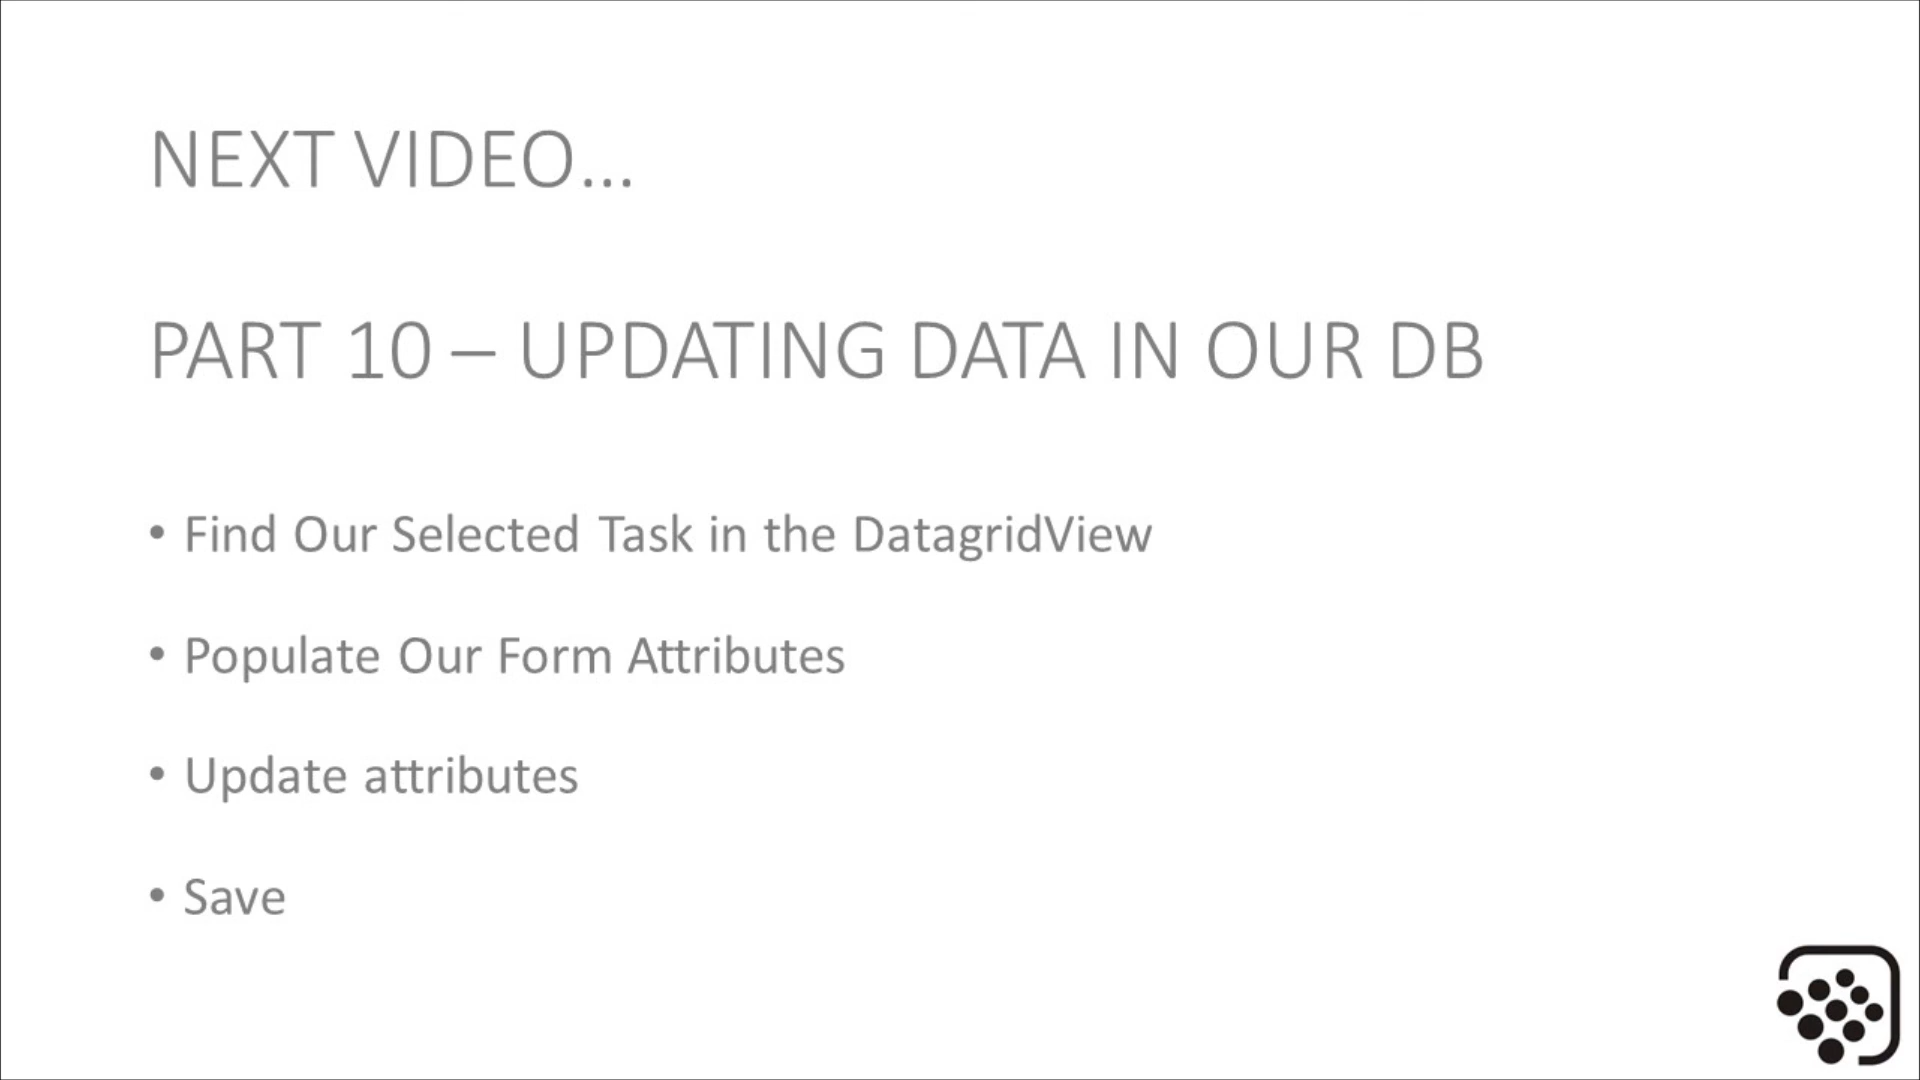 NEXT VIDEO...
PART 10 – UPDATING DATA IN OUR DB
• Find Our Selected Task in the DatagridView
• Populate Our Form Attributes
• Update attributes
• Save